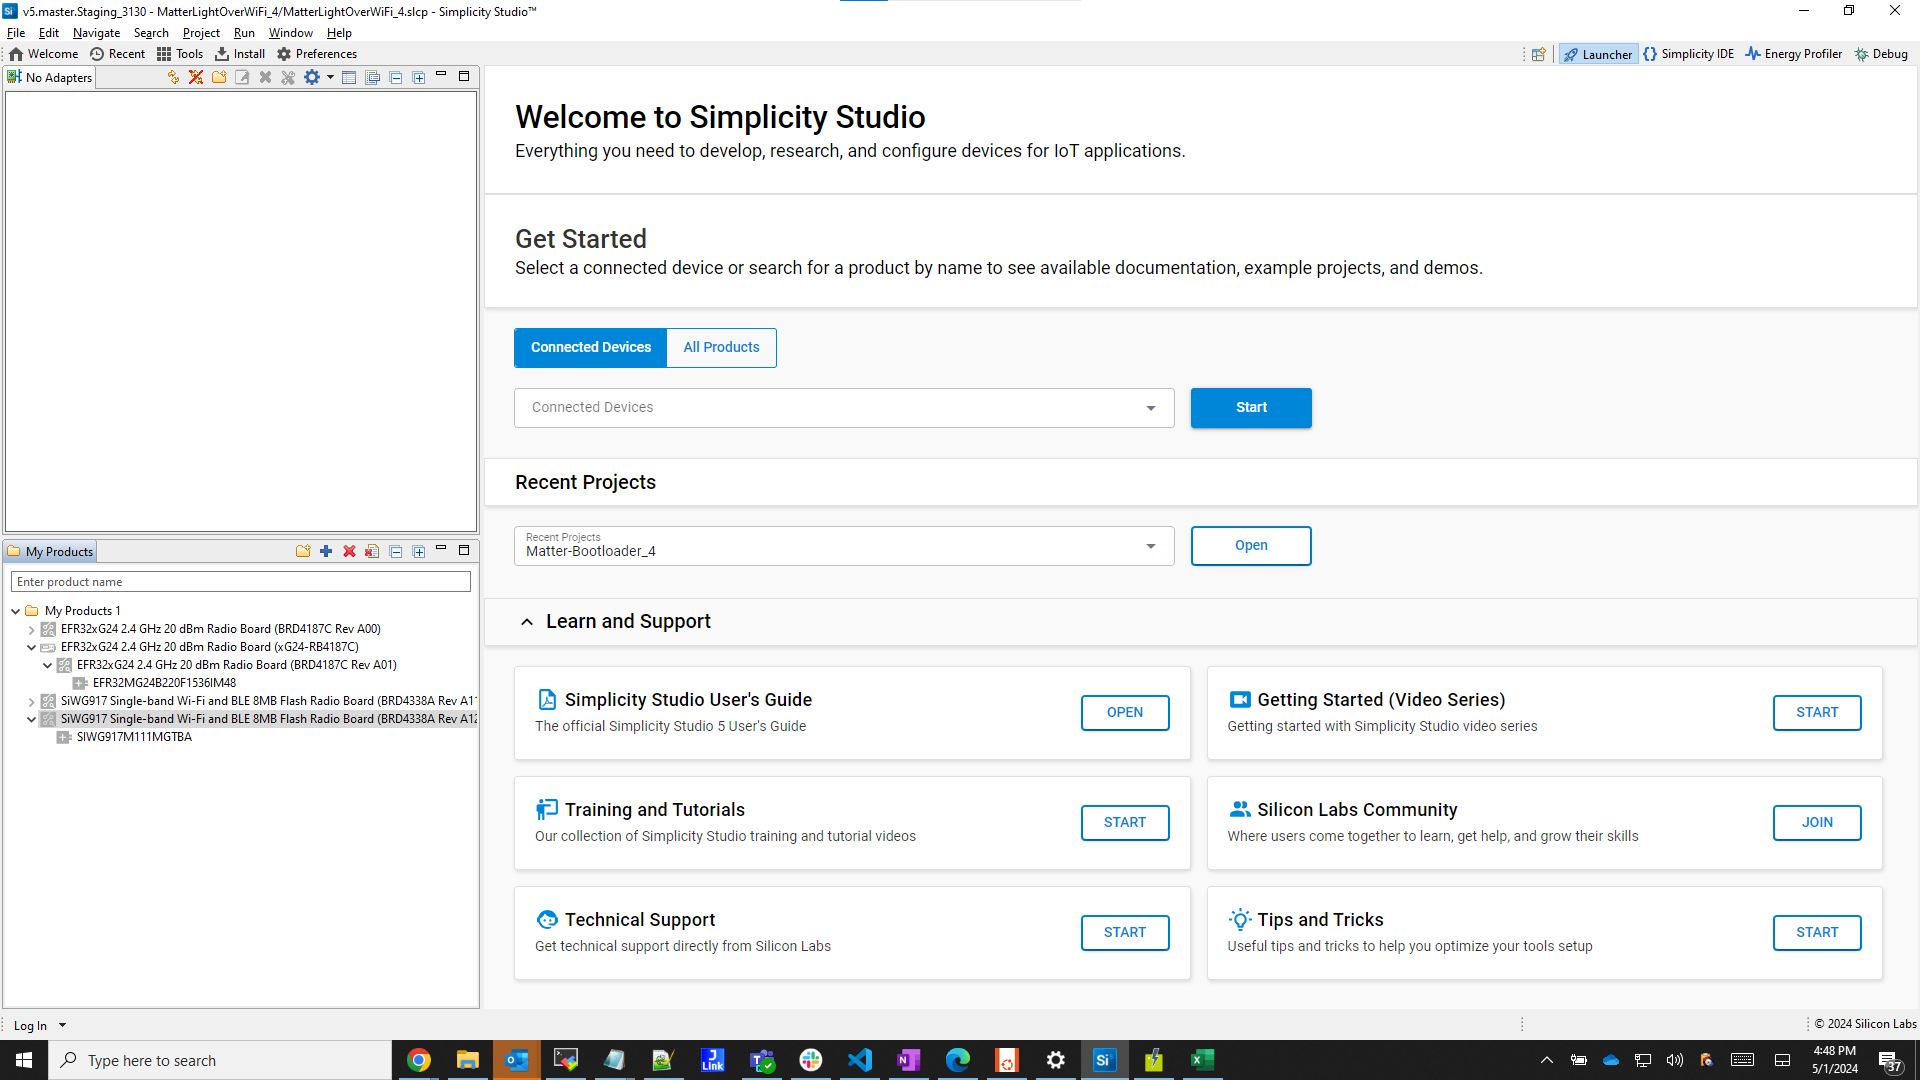 v5.master.Staging_3130 - MatterLightOverWiFi_4/MatterLightOverWiFi_4.slcp - Simplicity Studio™
File Edit Navigate Search Project Run Window Help
Welcome Recent Tools Install Preferences
Launcher Simplicity IDE Energy Profiler Debug
No Adapters
Welcome to Simplicity Studio
Everything you need to develop, research, and configure devices for IoT applications.
Get Started
Select a connected device or search for a product by name to see available documentation, example projects, and demos.
Connected Devices All Products
Connected Devices
Start
Recent Projects
Recent Projects
Matter-Bootloader_4
Open
My Products
Enter product name
My Products 1
EFR32xG24 2.4 GHz 20 dBm Radio Board (BRD4187C Rev A00)
EFR32xG24 2.4 GHz 20 dBm Radio Board (xG24-RB4187C)
EFR32xG24 2.4 GHz 20 dBm Radio Board (BRD4187C Rev A01)
EFR32MG24B220F1536IM48
SiWG917 Single-band Wi-Fi and BLE 8MB Flash Radio Board (BRD4338A Rev A11
SiWG917 Single-band Wi-Fi and BLE 8MB Flash Radio Board (BRD4338A Rev A12
SIWG917M111MGTBA
Learn and Support
Simplicity Studio User's Guide
The official Simplicity Studio 5 User's Guide
OPEN
Getting Started (Video Series)
Getting started with Simplicity Studio video series
START
Training and Tutorials
Our collection of Simplicity Studio training and tutorial videos
START
Silicon Labs Community
Where users come together to learn, get help, and grow their skills
JOIN
Technical Support
Get technical support directly from Silicon Labs
START
Tips and Tricks
Useful tips and tricks to help you optimize your tools setup
START
Log In
© 2024 Silicon Labs
Type here to search
J
Link
Si
4:48 PM
5/1/2024
37